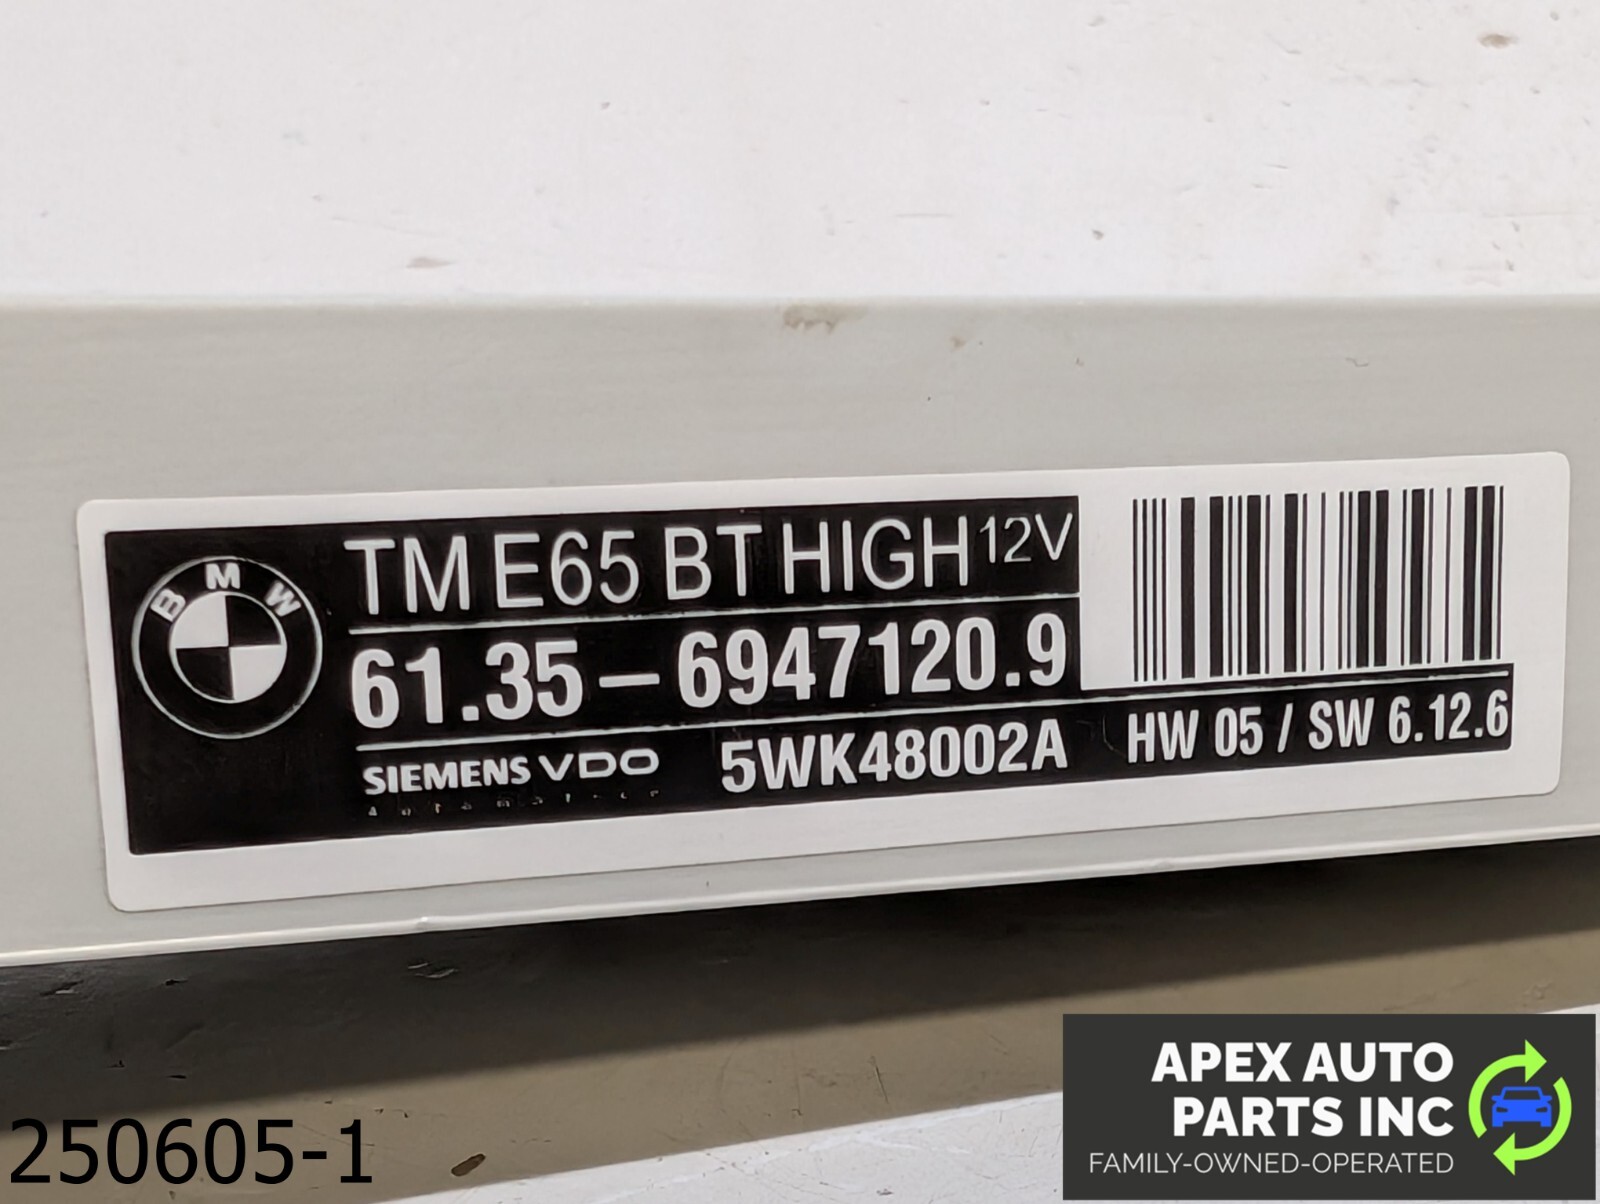 BMW
TM E65 BT HIGH 12V
61.35 – 6947120.9
SIEMENS VDO 5WK48002A HW 05 / SW 6.12.6
250605-1
APEX AUTO
PARTS INC
FAMILY-OWNED-OPERATED